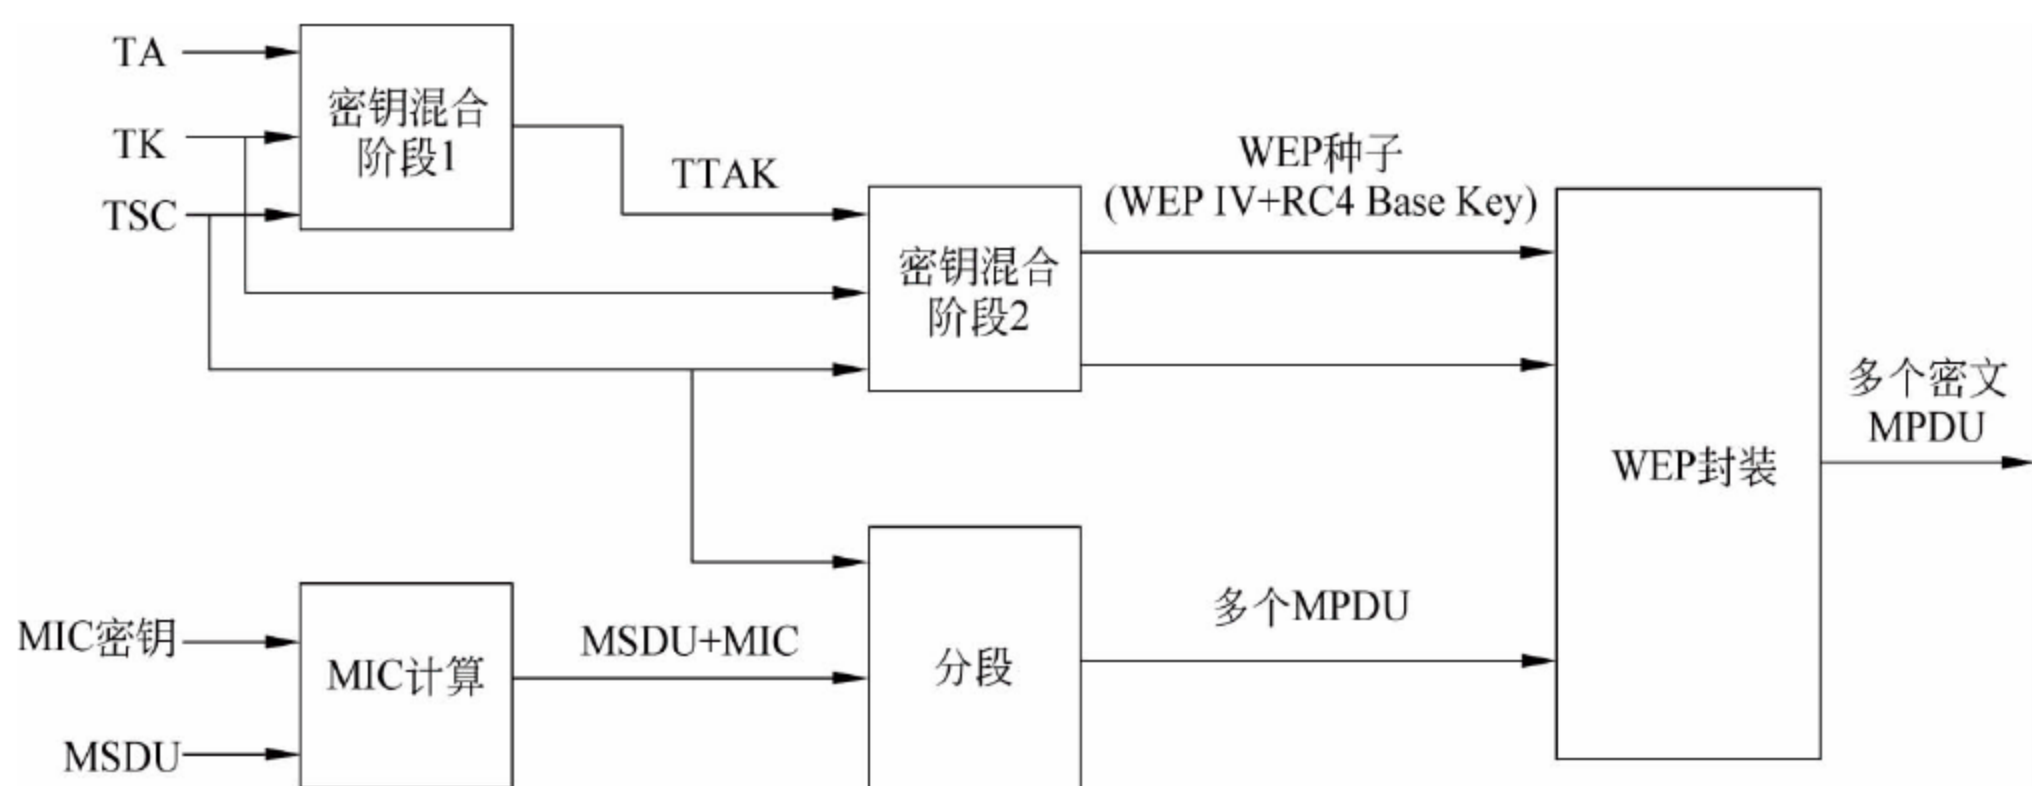 TA
TK
TSC
密钥混合
阶段1
TTAK
密钥混合
阶段2
WEP种子
(WEP IV+RC4 Base Key)
WEP封装
多个密文
MPDU
MIC密钥
MSDU
MIC计算
MSDU+MIC
分段
多个MPDU